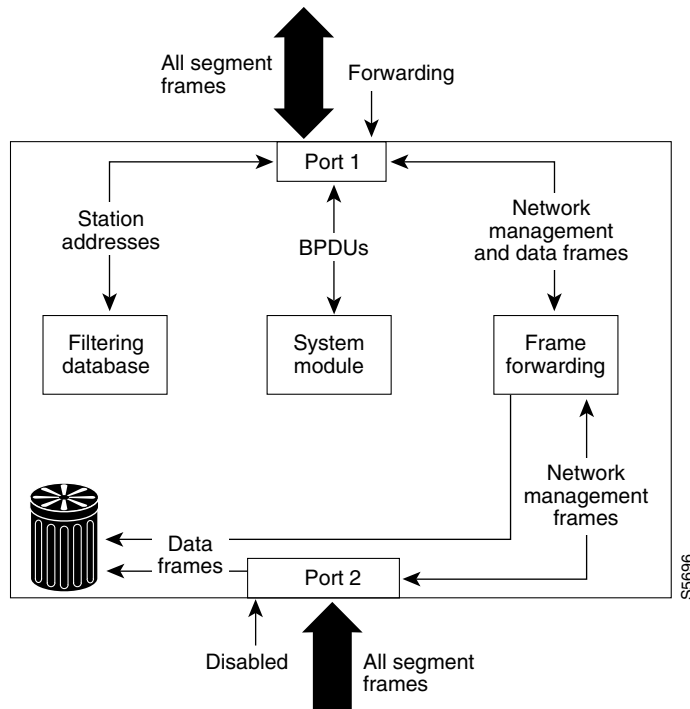 All segment
frames
Forwarding
Port 1
Station
addresses
BPDUs
Network
management
and data frames
Filtering
database
System
module
Frame
forwarding
Network
management
frames
Data
frames
Port 2
Disabled
All segment
frames
S5696